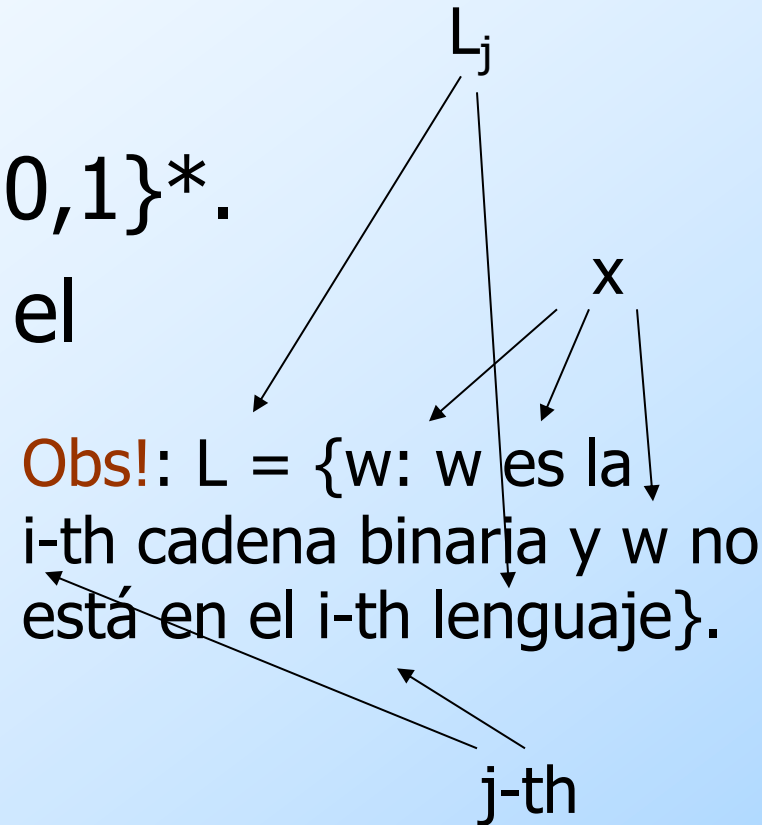 Lj
0,1}*.
x
el
Obs!: L = {w: w es la
i-th cadena binaria y w no
está en el i-th lenguaje}.
j-th